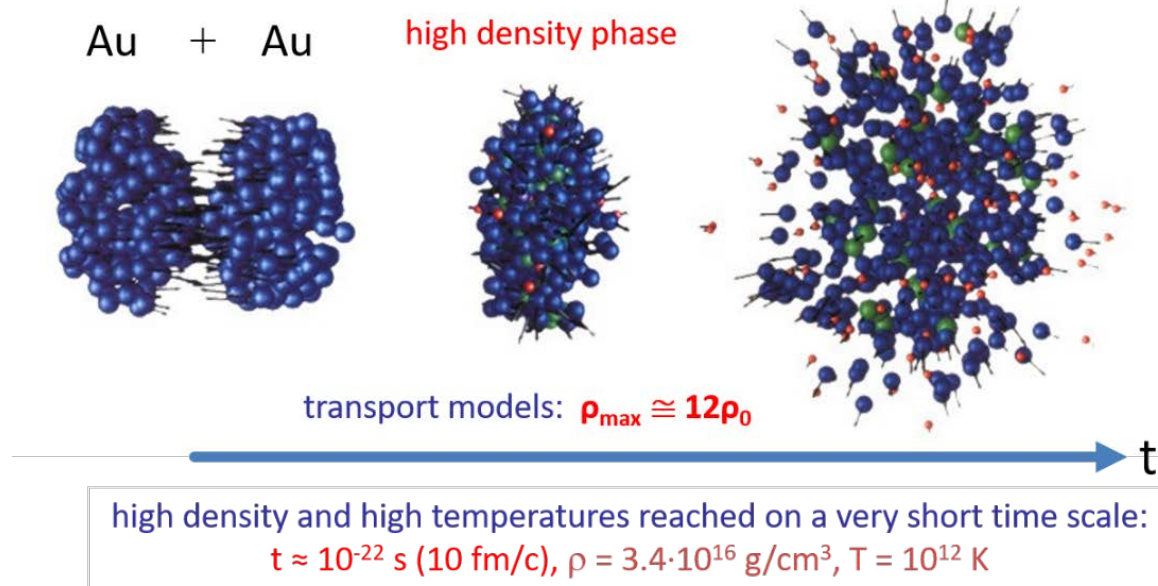 Au + Au
high density phase
transport models: ρmax ≅ 12ρ0
t
high density and high temperatures reached on a very short time scale:
t ≈ 10⁻²² s (10 fm/c), ρ = 3.4·10¹⁶ g/cm³, T = 10¹² K